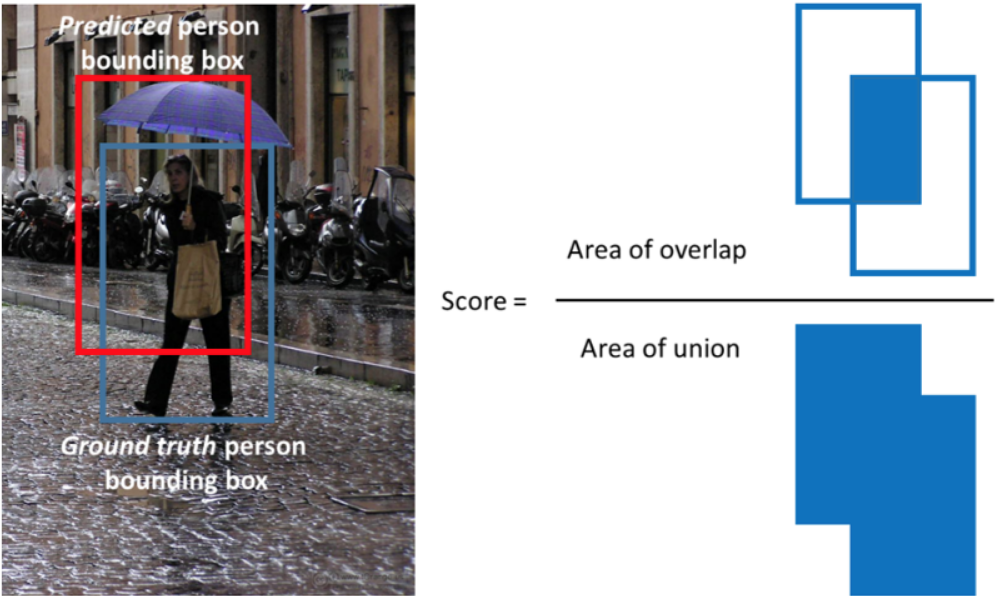 Predicted person
bounding box
Ground truth person
bounding box
Score =
Area of overlap
Area of union